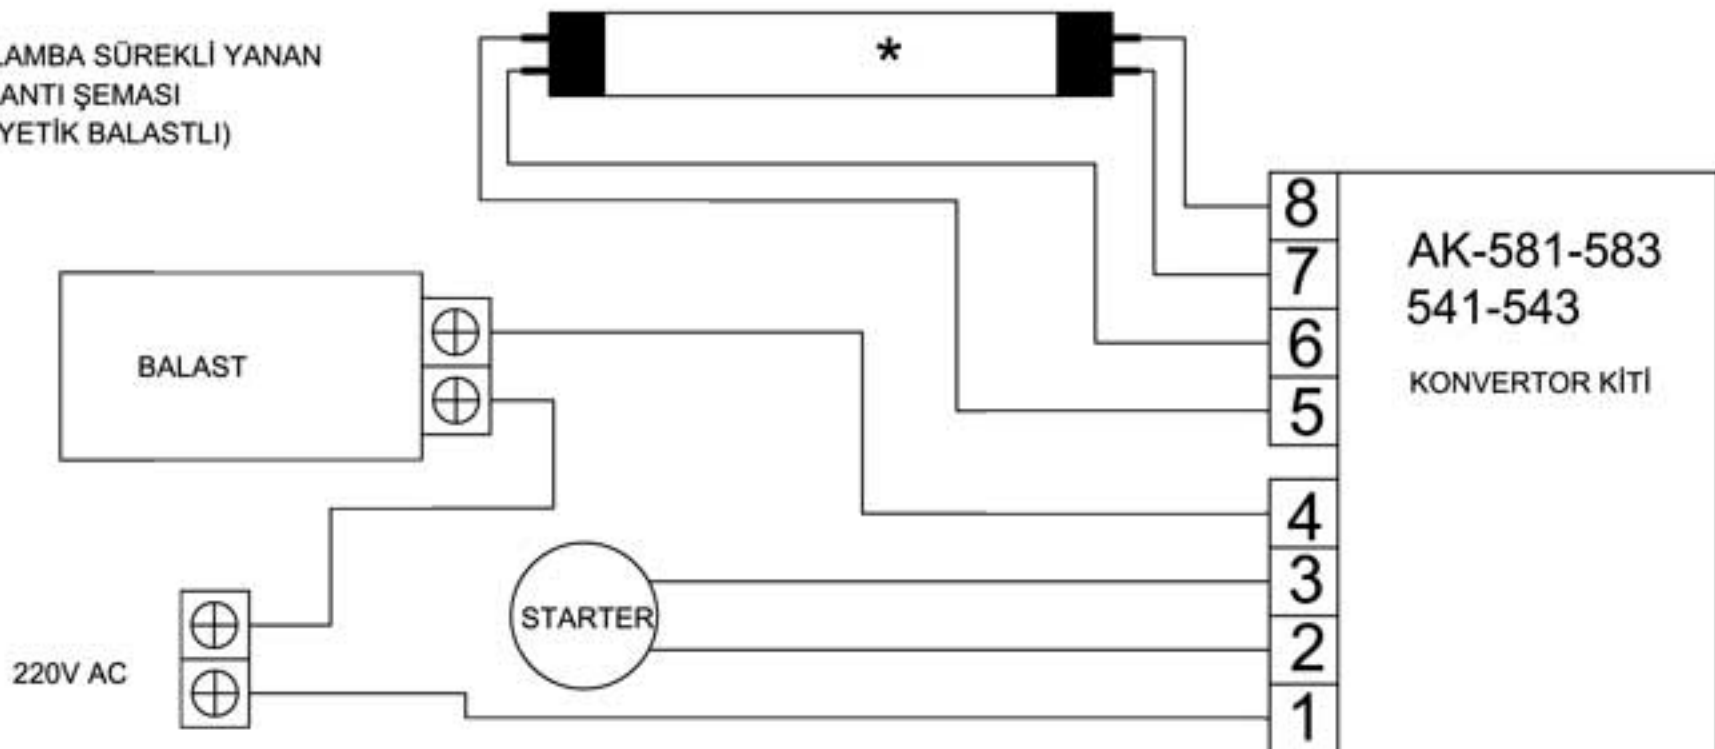 LAMBA SÜREKLİ YANAN
ANTI ŞEMASI
YETİK BALASTLI)
*
8
7
6
5
4
3
2
1
AK-581-583
541-543
KONVERTOR KİTİ
BALAST
STARTER
220V AC